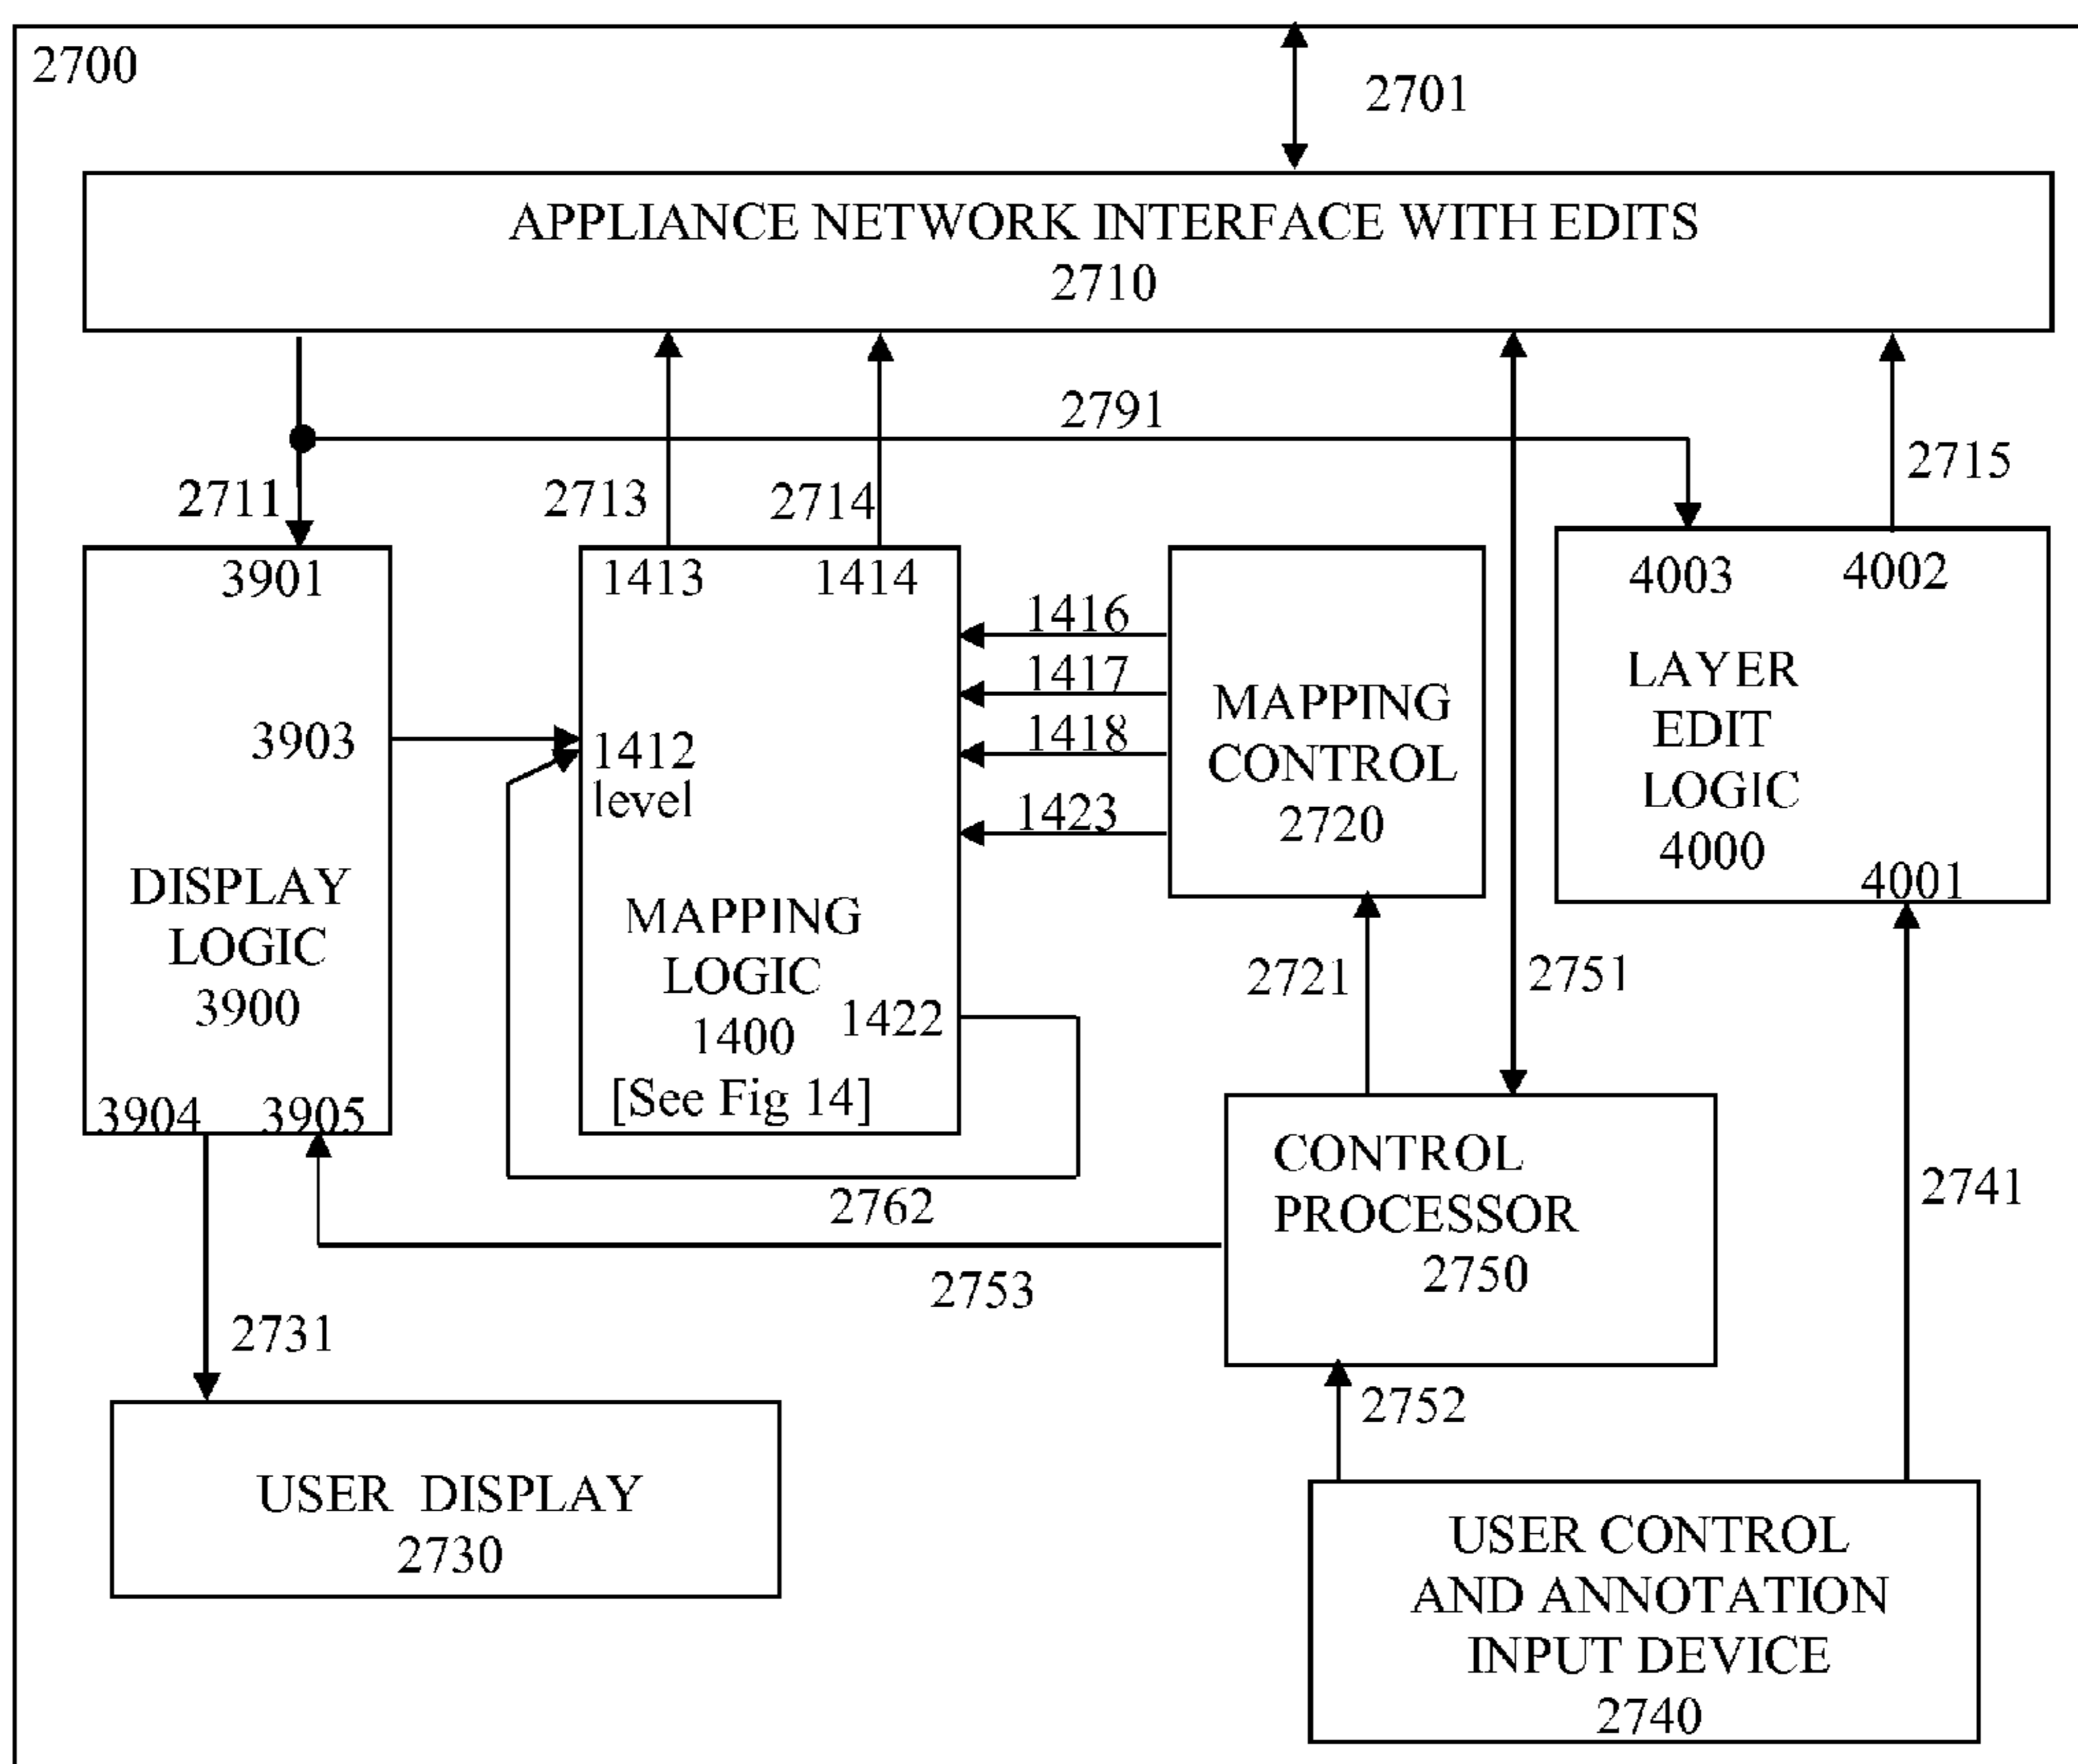 2700
2701
APPLIANCE NETWORK INTERFACE WITH EDITS
2710
2791
2711
2713
2714
2715
3901
1413
1414
4003
4002
1416
1417
1418
1423
3903
1412
level
MAPPING
CONTROL
2720
LAYER
EDIT
LOGIC
4000
4001
DISPLAY
LOGIC
3900
MAPPING
LOGIC
1400
1422
[See Fig 14]
2721
2751
3904
3905
CONTROL
PROCESSOR
2750
2741
2762
2753
2731
2752
USER DISPLAY
2730
USER CONTROL
AND ANNOTATION
INPUT DEVICE
2740